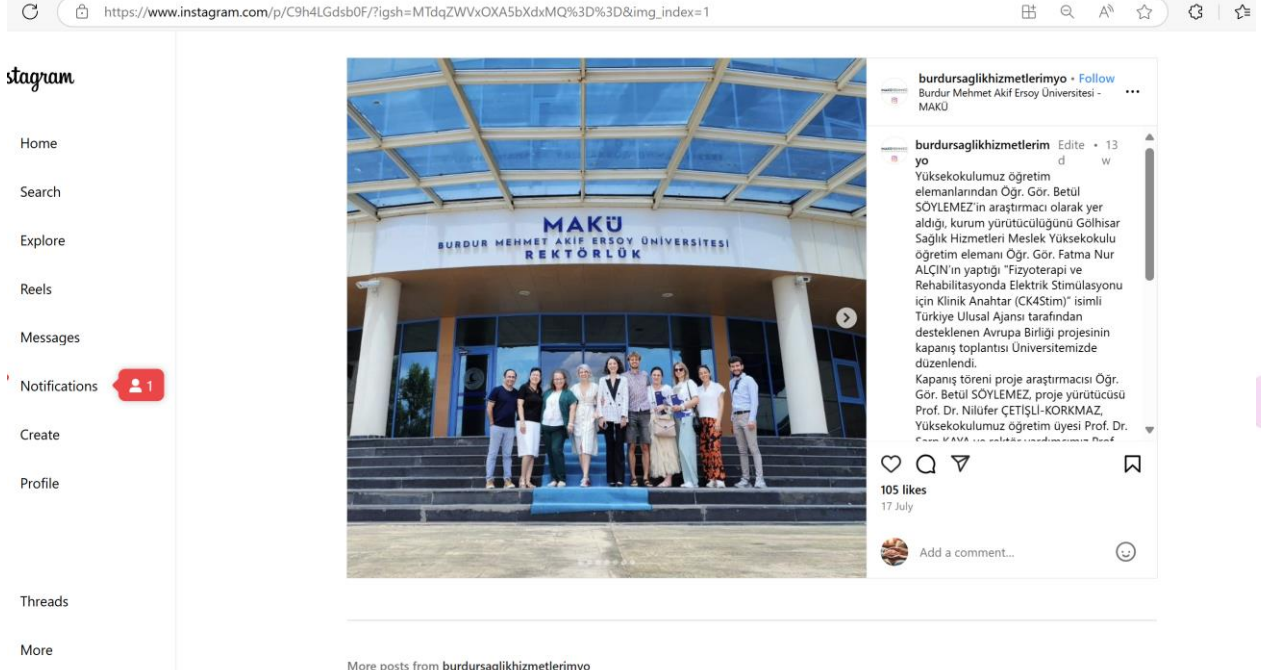 https://www.instagram.com/p/C9h4LGdsb0F/?igsh=MTdqZWVxOXA5bXdxMQ%3D%3D&img_index=1
stagram
Home
Search
Explore
Reels
Messages
Notifications
1
Create
Profile
Threads
More
MAKÜ
BURDUR MEHMET AKİF ERSOY ÜNİVERSİTESİ
REKTÖRLÜK
burdursaglikhizmetlerimyo • Follow
Burdur Mehmet Akif Ersoy Üniversitesi -
MAKÜ
burdursaglikhizmetlerim Edite • 13
yo d w
Yüksekokulumuz öğretim
elemanlarından Öğr. Gör. Betül
SÖYLEMEZ'in araştırmacı olarak yer
aldığı, kurum yürütücülüğünü Gölhisar
Sağlık Hizmetleri Meslek Yüksekokulu
öğretim elemanı Öğr. Gör. Fatma Nur
ALÇIN'ın yaptığı "Fizyoterapi ve
Rehabilitasyonda Elektrik Stimülasyonu
için Klinik Anahtar (CK4Stim)" isimli
Türkiye Ulusal Ajansı tarafından
desteklenen Avrupa Birliği projesinin
kapanış toplantısı Üniversitemizde
düzenlendi.
Kapanış töreni proje araştırmacısı Öğr.
Gör. Betül SÖYLEMEZ, proje yürütücüsü
Prof. Dr. Nilüfer ÇETİŞLİ-KORKMAZ,
Yüksekokulumuz öğretim üyesi Prof. Dr.
Serp KAYA ve rektör yardımcımız Prof
105 likes
17 July
Add a comment...
More posts from burdursaglikhizmetlerimyo